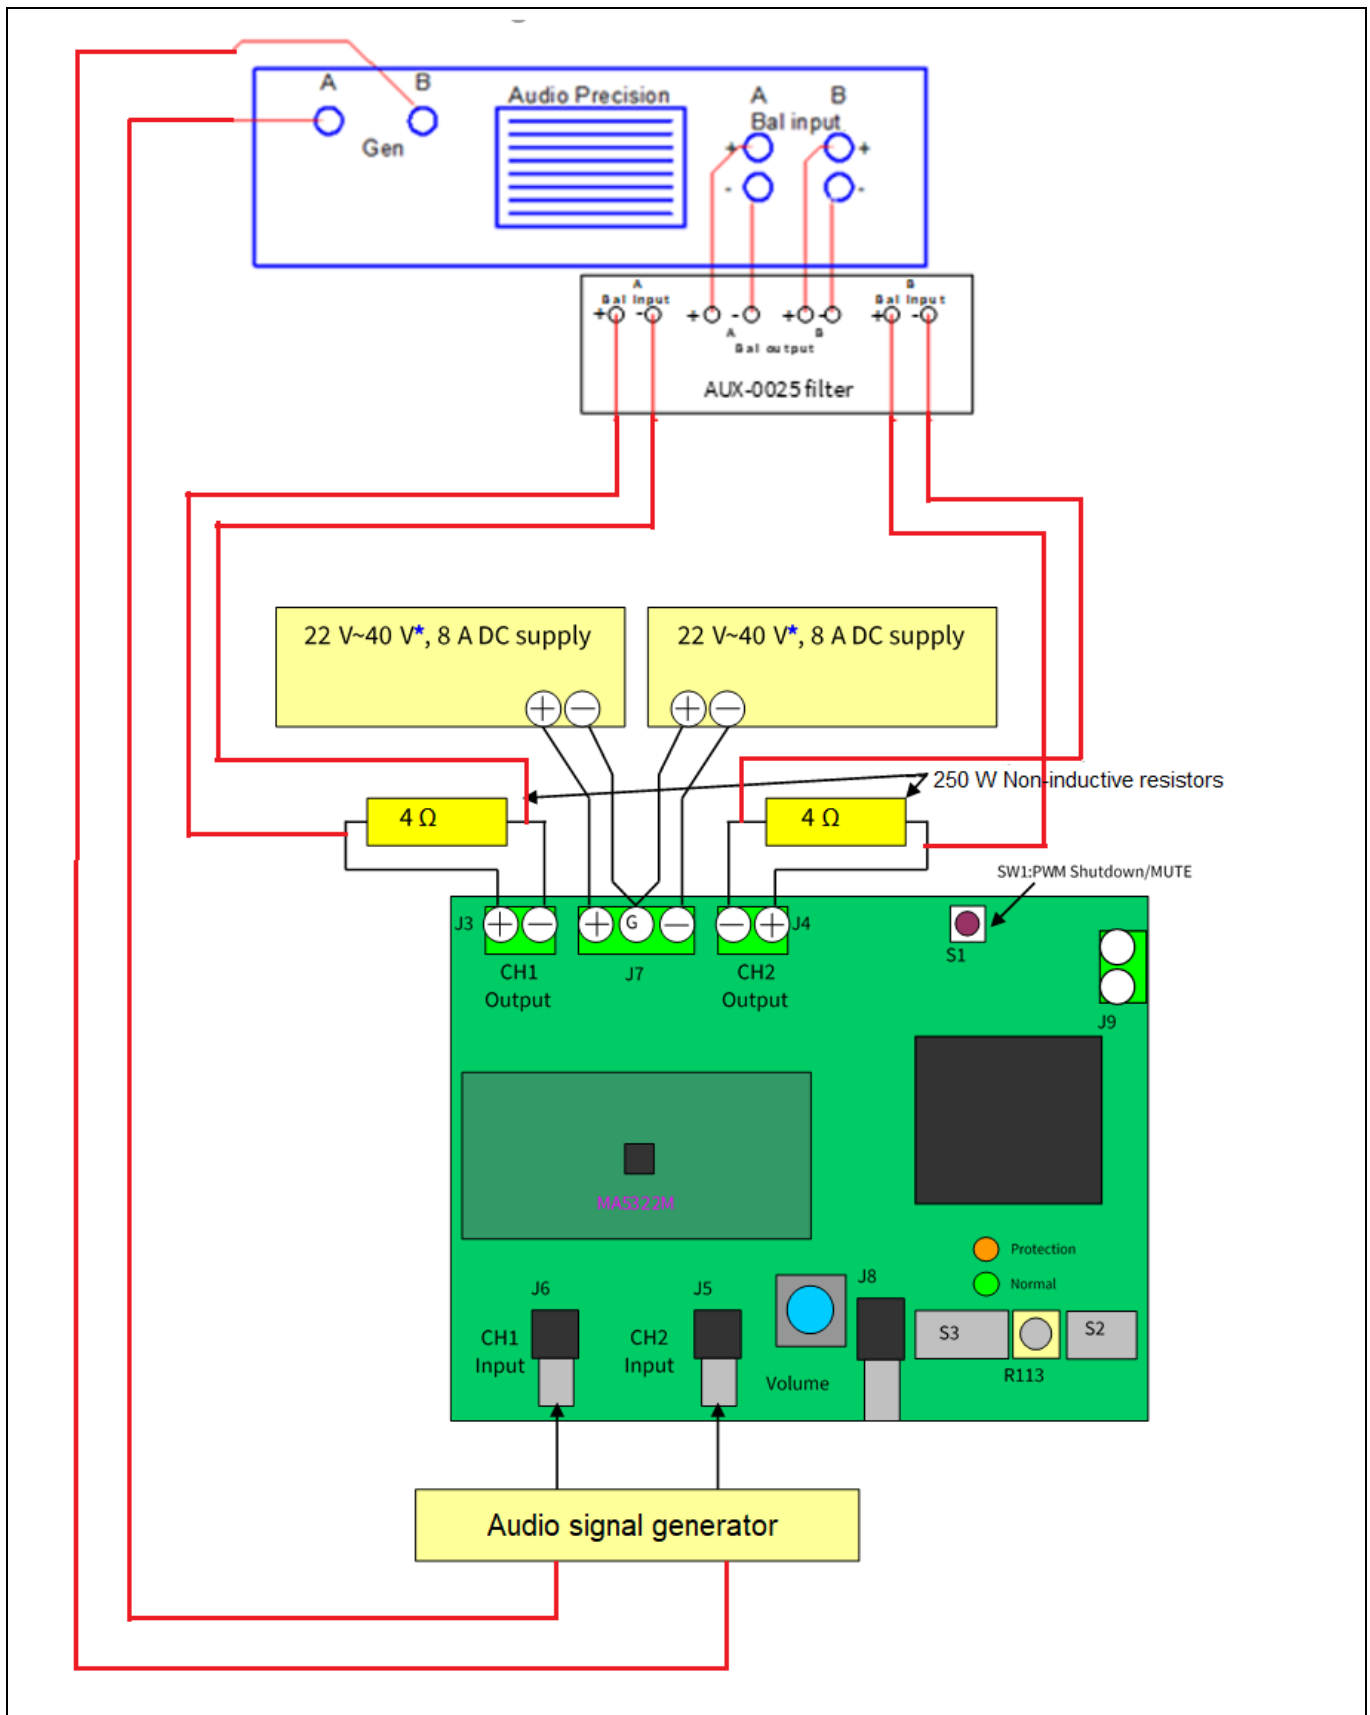 A B
Gen
Audio Precision
A B
Bal input
+ +
- -
A
Bal Input
+ -
+ - + -
A B
Bal output
B
Bal Input
+ -
AUX-0025 filter
22 V~40 V*, 8 A DC supply
22 V~40 V*, 8 A DC supply
+ -
+ -
250 W Non-inductive resistors
4 Ω
4 Ω
SW1:PWM Shutdown/MUTE
J3
+ -
+ G -
- +
J4
S1
CH1
Output
J7
CH2
Output
J9
MA5322M
Protection
Normal
J6
J5
J8
CH1
Input
CH2
Input
Volume
S3
S2
R113
Audio signal generator